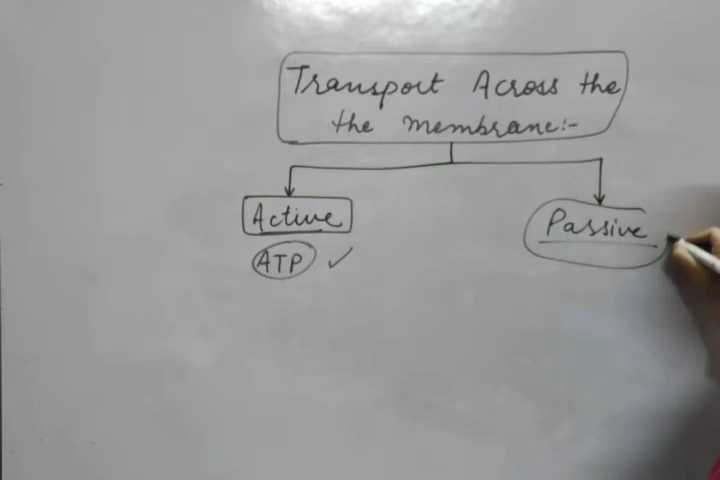 Transport Across the
the membrane:-
Active
Passive
ATP ✓